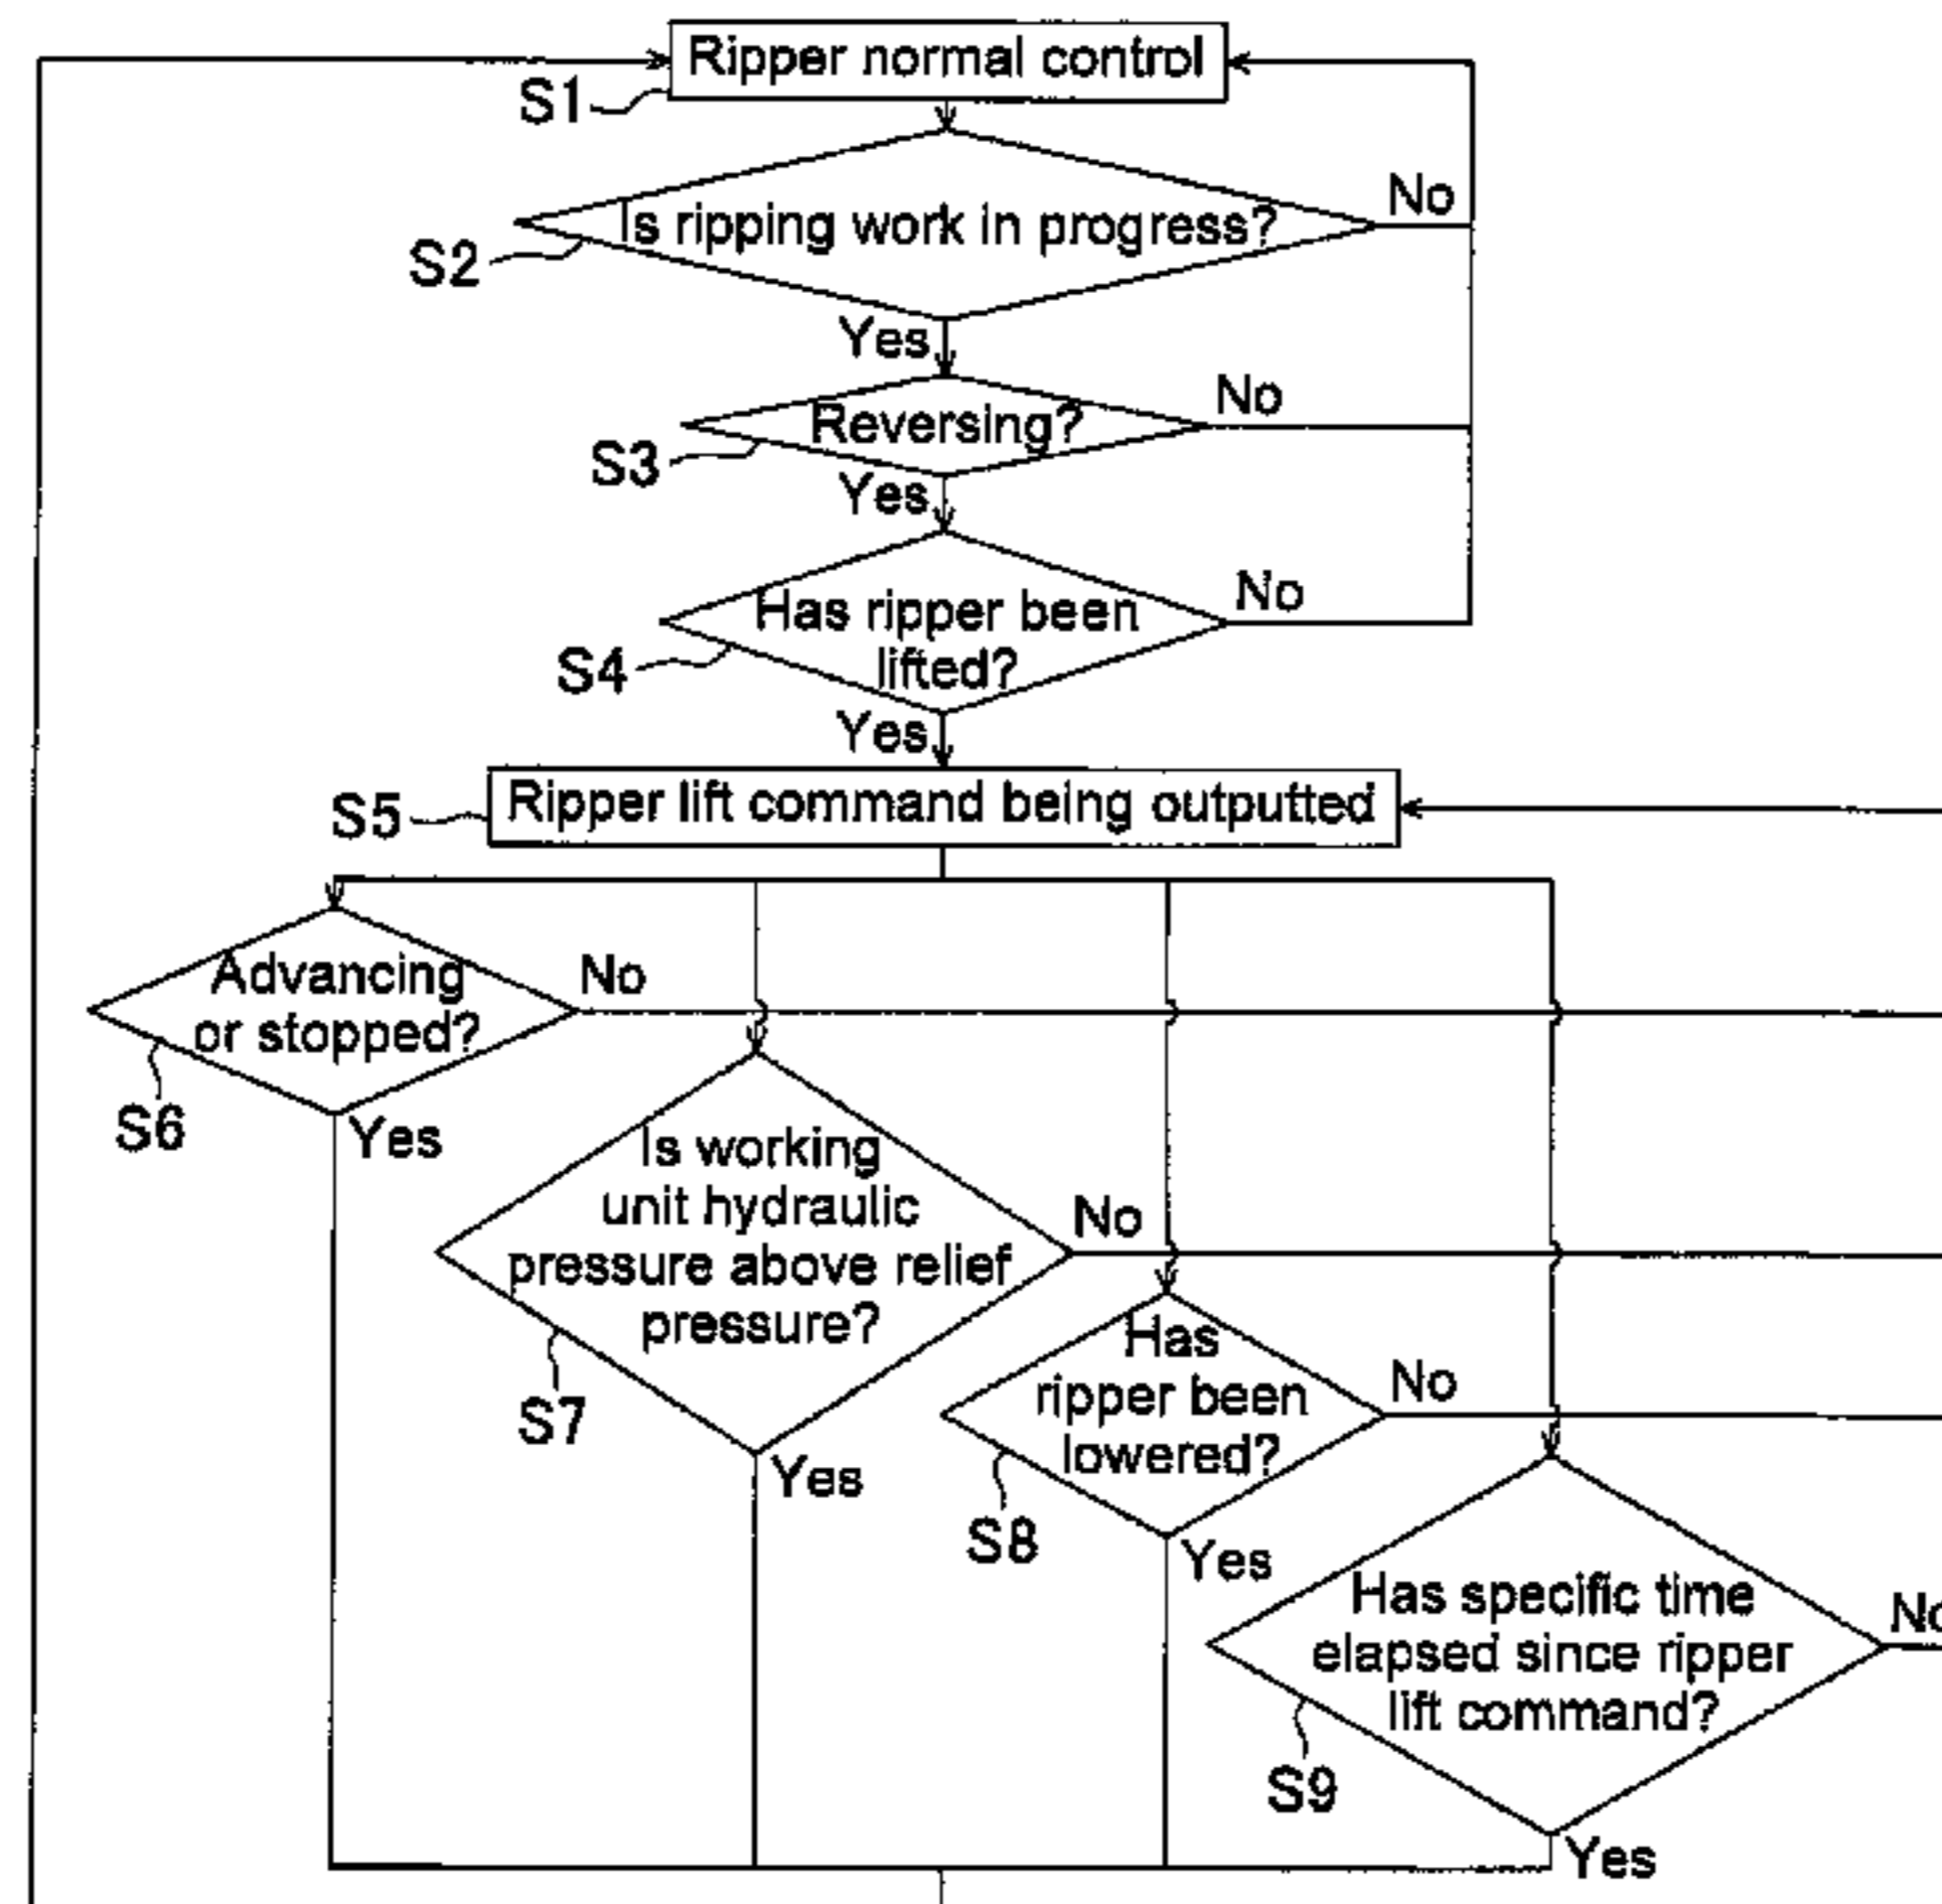 Ripper normal control
S1
Is ripping work in progress?
No
S2
Yes
Reversing?
No
S3
Yes
Has ripper been
lifted?
No
S4
Yes
Ripper lift command being outputted
S5
Advancing
or stopped?
No
S6
Yes
Is working
unit hydraulic
pressure above relief
pressure?
No
S7
Yes
Has
ripper been
lowered?
No
S8
Yes
Has specific time
elapsed since ripper
lift command?
No
S9
Yes